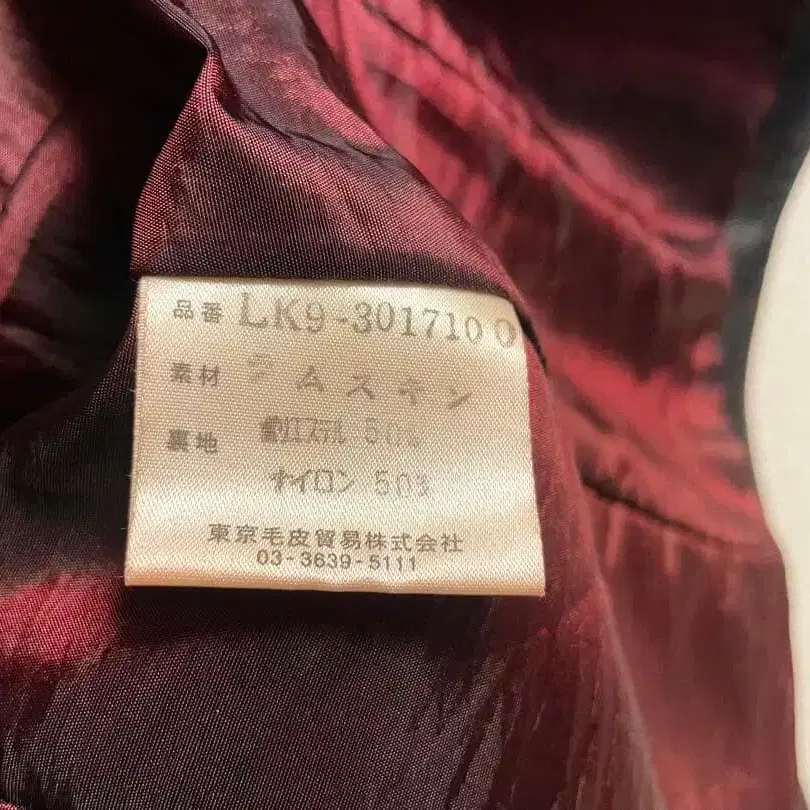 品番 LK9-3017100
素材 ラムスキン
裏地 ポリエステル 50%
ナイロン 50%
東京毛皮貿易株式会社
03-3639-5111